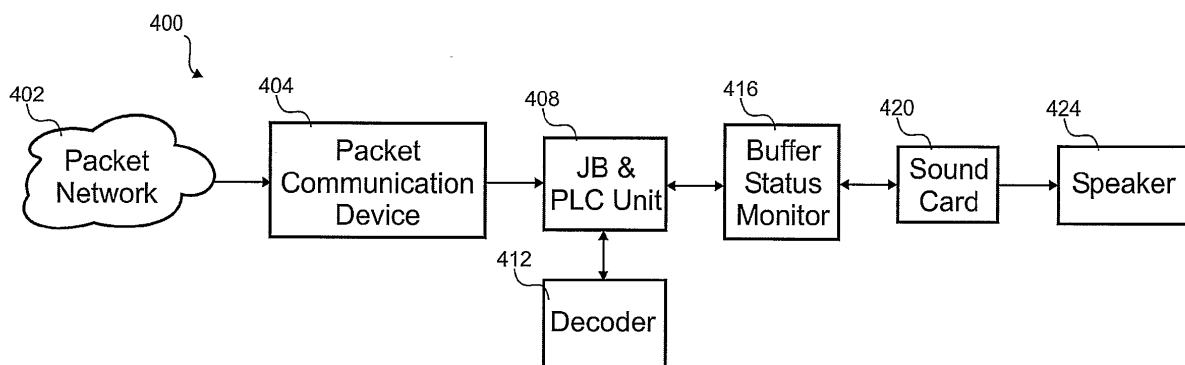 400
402
Packet
Network
404
Packet
Communication
Device
408
JB &
PLC Unit
412
Decoder
416
Buffer
Status
Monitor
420
Sound
Card
424
Speaker